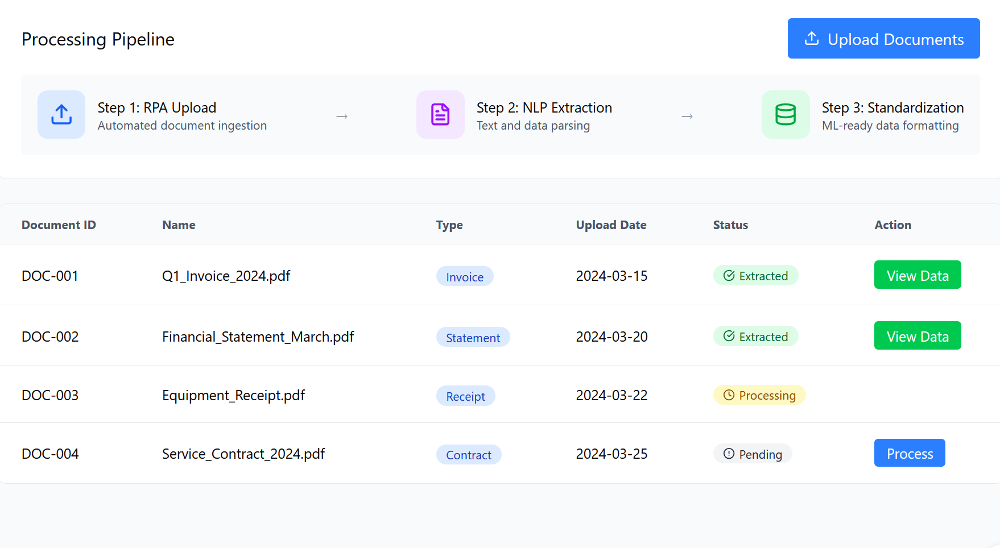 Processing Pipeline
Upload Documents
Step 1: RPA Upload
Automated document ingestion
→
Step 2: NLP Extraction
Text and data parsing
→
Step 3: Standardization
ML-ready data formatting
Document ID Name Type Upload Date Status Action
DOC-001 Q1_Invoice_2024.pdf Invoice 2024-03-15 Extracted View Data
DOC-002 Financial_Statement_March.pdf Statement 2024-03-20 Extracted View Data
DOC-003 Equipment_Receipt.pdf Receipt 2024-03-22 Processing
DOC-004 Service_Contract_2024.pdf Contract 2024-03-25 Pending Process